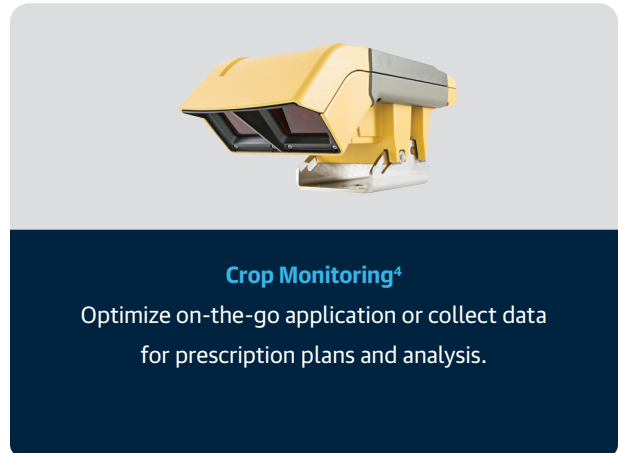 Crop Monitoring⁴
Optimize on-the-go application or collect data
for prescription plans and analysis.